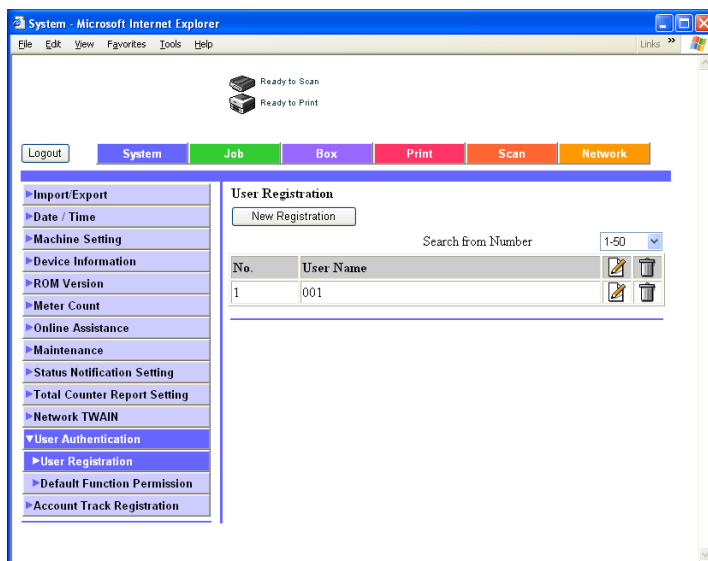 System - Microsoft Internet Explorer
File Edit View Favorites Tools Help Links »
Ready to Scan
Ready to Print
Logout System Job Box Print Scan Network
Import/Export
Date / Time
Machine Setting
Device Information
ROM Version
Meter Count
Online Assistance
Maintenance
Status Notification Setting
Total Counter Report Setting
Network TWAIN
User Authentication
User Registration
Default Function Permission
Account Track Registration
User Registration
New Registration
Search from Number 1-50
No. User Name
1 001